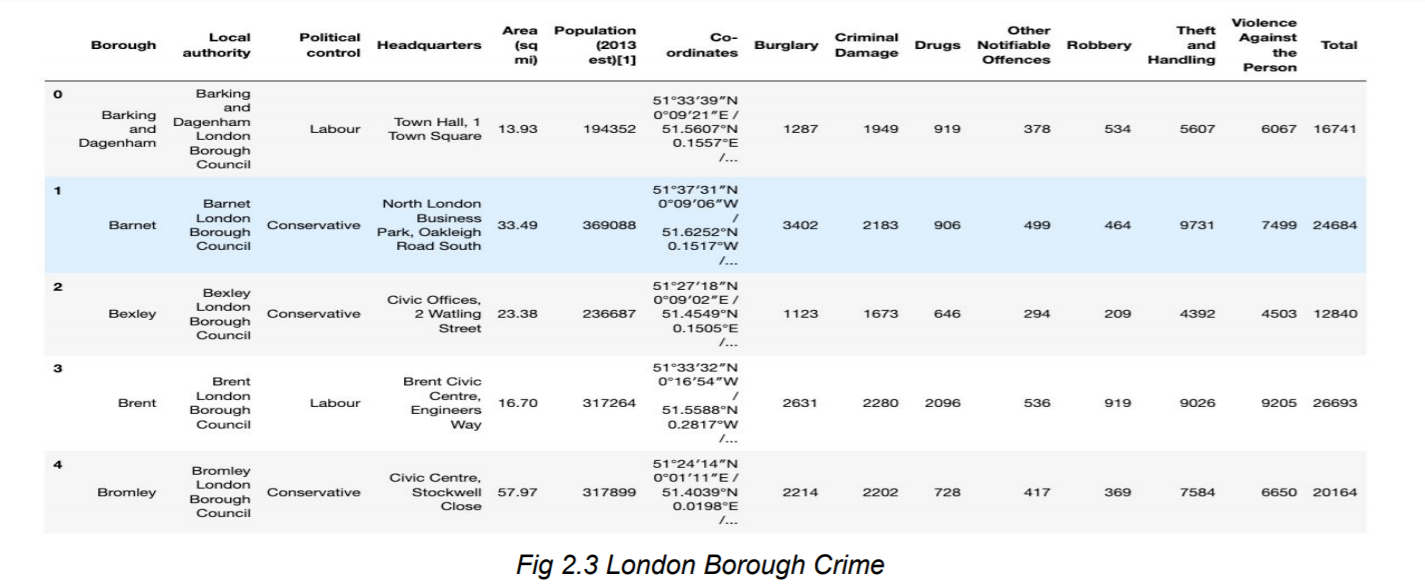 Borough
Local
authority
Political
control
Headquarters
Area
(sq
mi)
Population
(2013
est)[1]
Co-
ordinates
Burglary
Criminal
Damage
Drugs
Other
Notifiable
Offences
Robbery
Theft
and
Handling
Violence
Against
the
Person
Total
0
Barking
and
Dagenham
Barking
and
Dagenham
London
Borough
Council
Labour
Town Hall, 1
Town Square
13.93
194352
51°33′39″N
0°09′21″E /
51.5607°N
0.1557°E
/...
1287
1949
919
378
534
5607
6067
16741
1
Barnet
Barnet
London
Borough
Council
Conservative
North London
Business
Park, Oakleigh
Road South
33.49
369088
51°37′31″N
0°09′06″W
/
51.6252°N
0.1517°W
/...
3402
2183
906
499
464
9731
7499
24684
2
Bexley
Bexley
London
Borough
Council
Conservative
Civic Offices,
2 Watling
Street
23.38
236687
51°27′18″N
0°09′02″E /
51.4549°N
0.1505°E
/...
1123
1673
646
294
209
4392
4503
12840
3
Brent
Brent
London
Borough
Council
Labour
Brent Civic
Centre,
Engineers
Way
16.70
317264
51°33′32″N
0°16′54″W
/
51.5588°N
0.2817°W
/...
2631
2280
2096
536
919
9026
9205
26693
4
Bromley
Bromley
London
Borough
Council
Conservative
Civic Centre,
Stockwell
Close
57.97
317899
51°24′14″N
0°01′11″E /
51.4039°N
0.0198°E
/...
2214
2202
728
417
369
7584
6650
20164
Fig 2.3 London Borough Crime